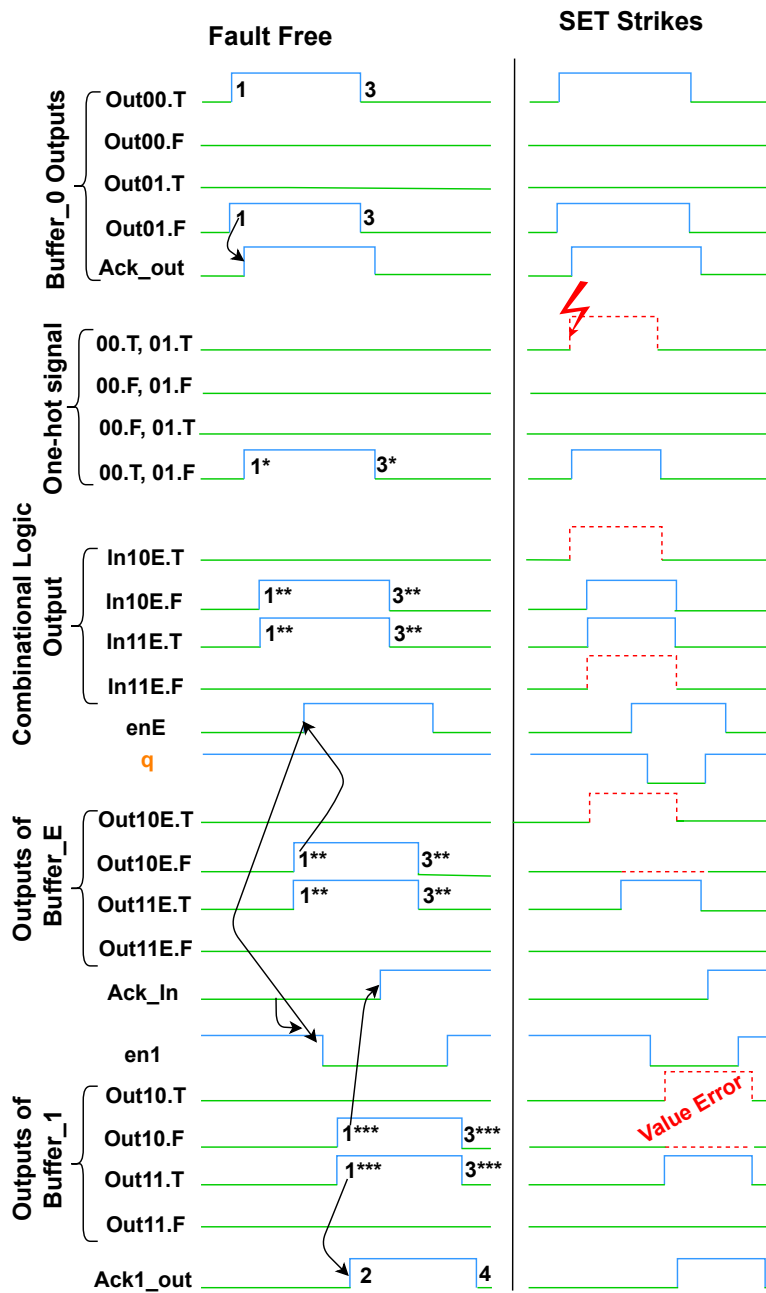 Fault Free
SET Strikes
Buffer_0 Outputs
Out00.T
1
3
Out00.F
Out01.T
Out01.F
1
3
Ack_out
One-hot signal
00.T, 01.T
00.F, 01.F
00.F, 01.T
00.T, 01.F
1*
3*
Combinational Logic
Output
In10E.T
In10E.F
1**
3**
In11E.T
1**
3**
In11E.F
enE
q
Outputs of
Buffer_E
Out10E.T
Out10E.F
1**
3**
Out11E.T
1**
3**
Out11E.F
Ack_In
en1
Outputs of
Buffer_1
Out10.T
Value Error
Out10.F
1***
3***
Out11.T
1***
3***
Out11.F
Ack1_out
2
4